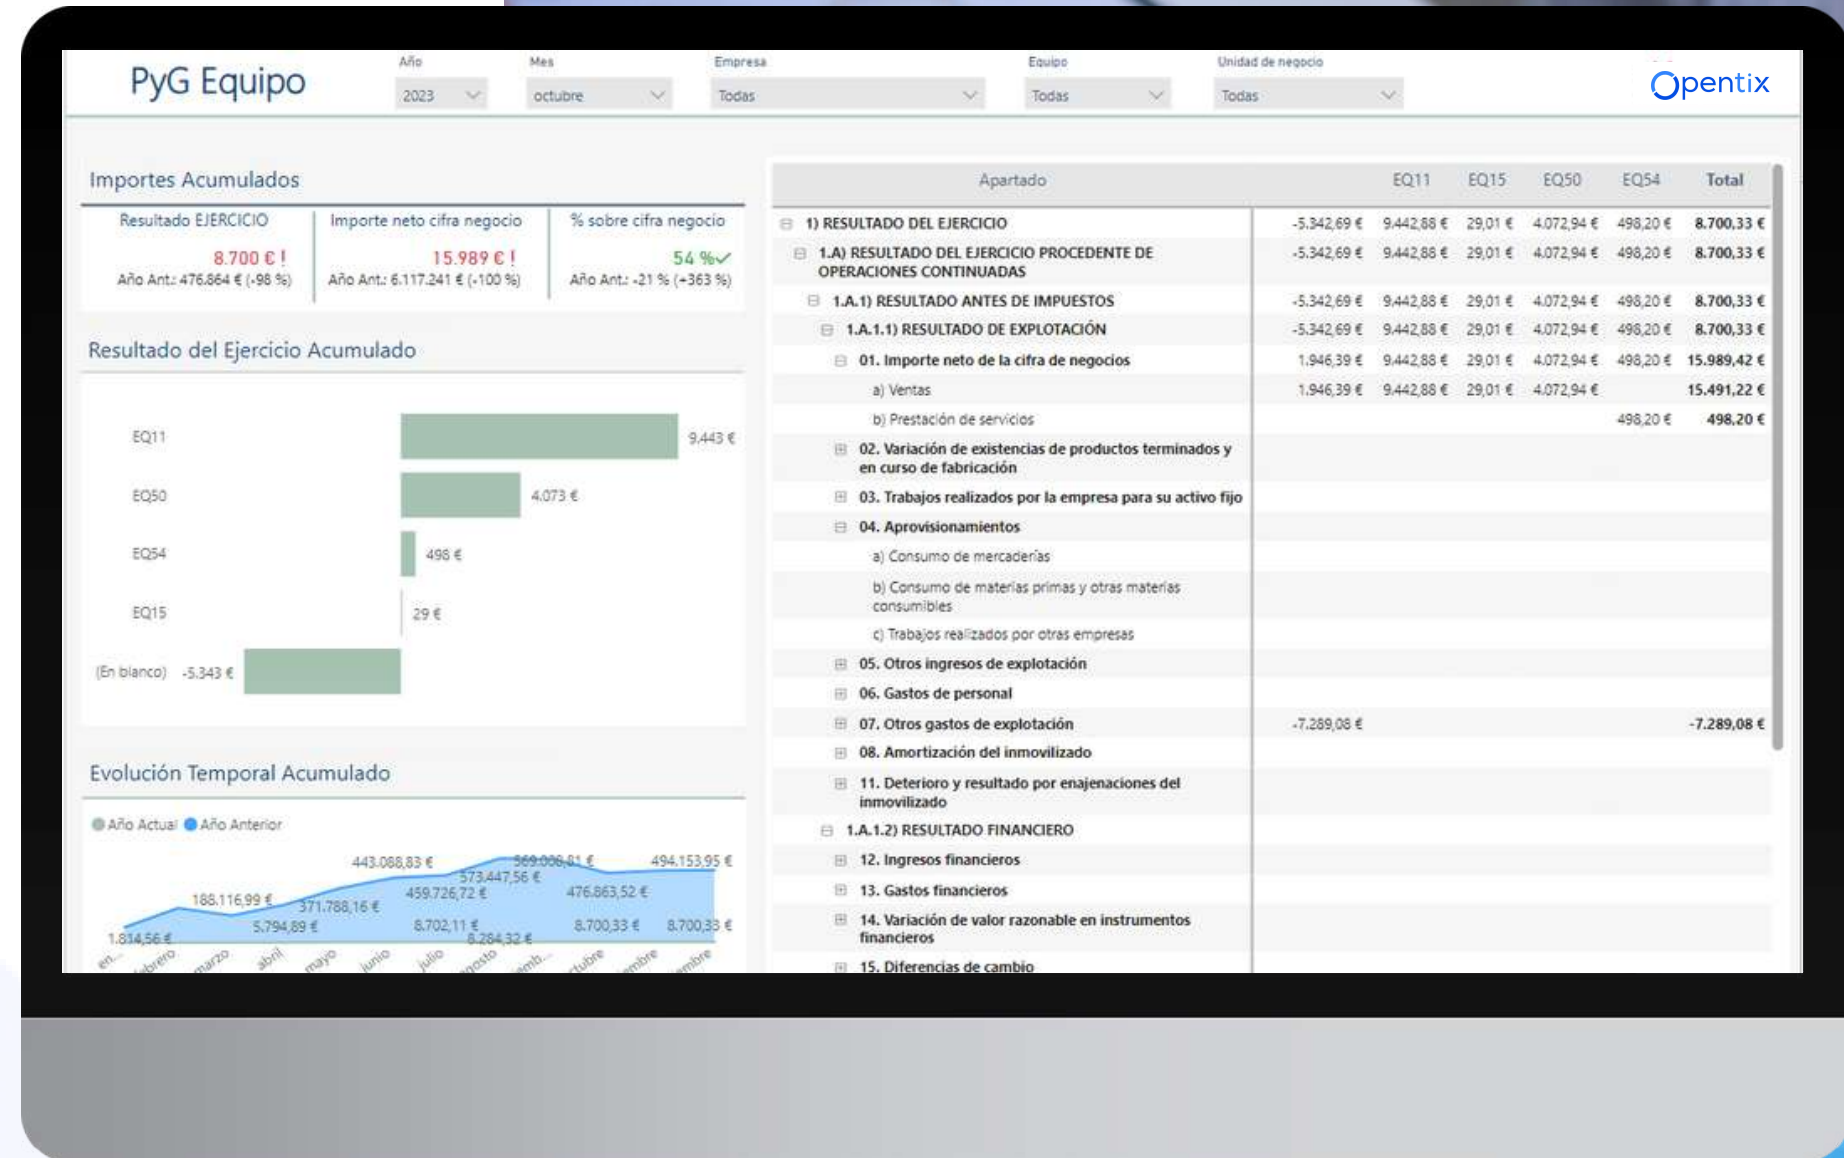 PyG Equipo
Año
2023
Mes
octubre
Empresa
Todas
Equipo
Todas
Unidad de negocio
Todas
Opentix
Importes Acumulados
Resultado EJERCICIO
8.700 € !
Año Ant.: 476.864 € (-98 %)
Importe neto cifra negocio
15.989 € !
Año Ant.: 6.117.241 € (-100 %)
% sobre cifra negocio
54 %✓
Año Ant.: -21 % (+363 %)
Resultado del Ejercicio Acumulado
EQ11 9.443 €
EQ50 4.073 €
EQ54 498 €
EQ15 29 €
(En blanco) -5.343 €
Evolución Temporal Acumulado
Año Actual Año Anterior
443.088,83 € 569.008,81 € 494.153,95 €
573.447,56 €
188.116,99 € 371.788,16 € 459.726,72 € 476.863,52 €
1.814,56 € 5.794,89 € 8.702,11 € 8.284,32 € 8.700,33 € 8.700,33 €
en... marzo abril mayo junio julio
Apartado EQ11 EQ15 EQ50 EQ54 Total
1) RESULTADO DEL EJERCICIO -5.342,69 € 9.442,88 € 29,01 € 4.072,94 € 498,20 € 8.700,33 €
1.A) RESULTADO DEL EJERCICIO PROCEDENTE DE -5.342,69 € 9.442,88 € 29,01 € 4.072,94 € 498,20 € 8.700,33 €
OPERACIONES CONTINUADAS
1.A.1) RESULTADO ANTES DE IMPUESTOS -5.342,69 € 9.442,88 € 29,01 € 4.072,94 € 498,20 € 8.700,33 €
1.A.1.1) RESULTADO DE EXPLOTACIÓN -5.342,69 € 9.442,88 € 29,01 € 4.072,94 € 498,20 € 8.700,33 €
01. Importe neto de la cifra de negocios 1.946,39 € 9.442,88 € 29,01 € 4.072,94 € 498,20 € 15.989,42 €
a) Ventas 1.946,39 € 9.442,88 € 29,01 € 4.072,94 € 15.491,22 €
b) Prestación de servicios 498,20 € 498,20 €
02. Variación de existencias de productos terminados y
en curso de fabricación
03. Trabajos realizados por la empresa para su activo fijo
04. Aprovisionamientos
a) Consumo de mercaderías
b) Consumo de materias primas y otras materias
consumibles
c) Trabajos realizados por otras empresas
05. Otros ingresos de explotación
06. Gastos de personal
07. Otros gastos de explotación -7.289,08 € -7.289,08 €
08. Amortización del inmovilizado
11. Deterioro y resultado por enajenaciones del
inmovilizado
1.A.1.2) RESULTADO FINANCIERO
12. Ingresos financieros
13. Gastos financieros
14. Variación de valor razonable en instrumentos
financieros
15. Diferencias de cambio